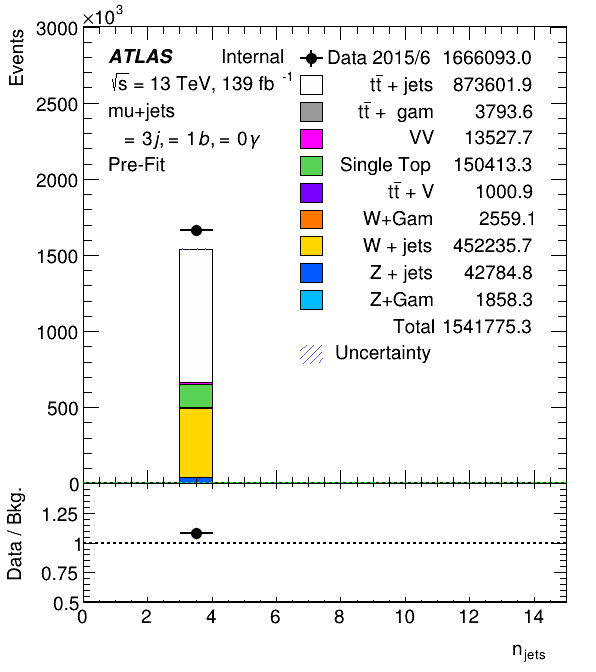 ×10³
3000
2500
2000
1500
1000
500
0
Events
ATLAS Internal
√s = 13 TeV, 139 fb⁻¹
mu+jets
= 3j, = 1b, = 0γ
Pre-Fit
Data 2015/6 1666093.0
tt̄ + jets 873601.9
tt̄ + gam 3793.6
VV 13527.7
Single Top 150413.3
tt̄ + V 1000.9
W+Gam 2559.1
W + jets 452235.7
Z + jets 42784.8
Z+Gam 1858.3
Total 1541775.3
Uncertainty
Data / Bkg.
1.25
1
0.75
0.5
0 2 4 6 8 10 12 14
n_jets